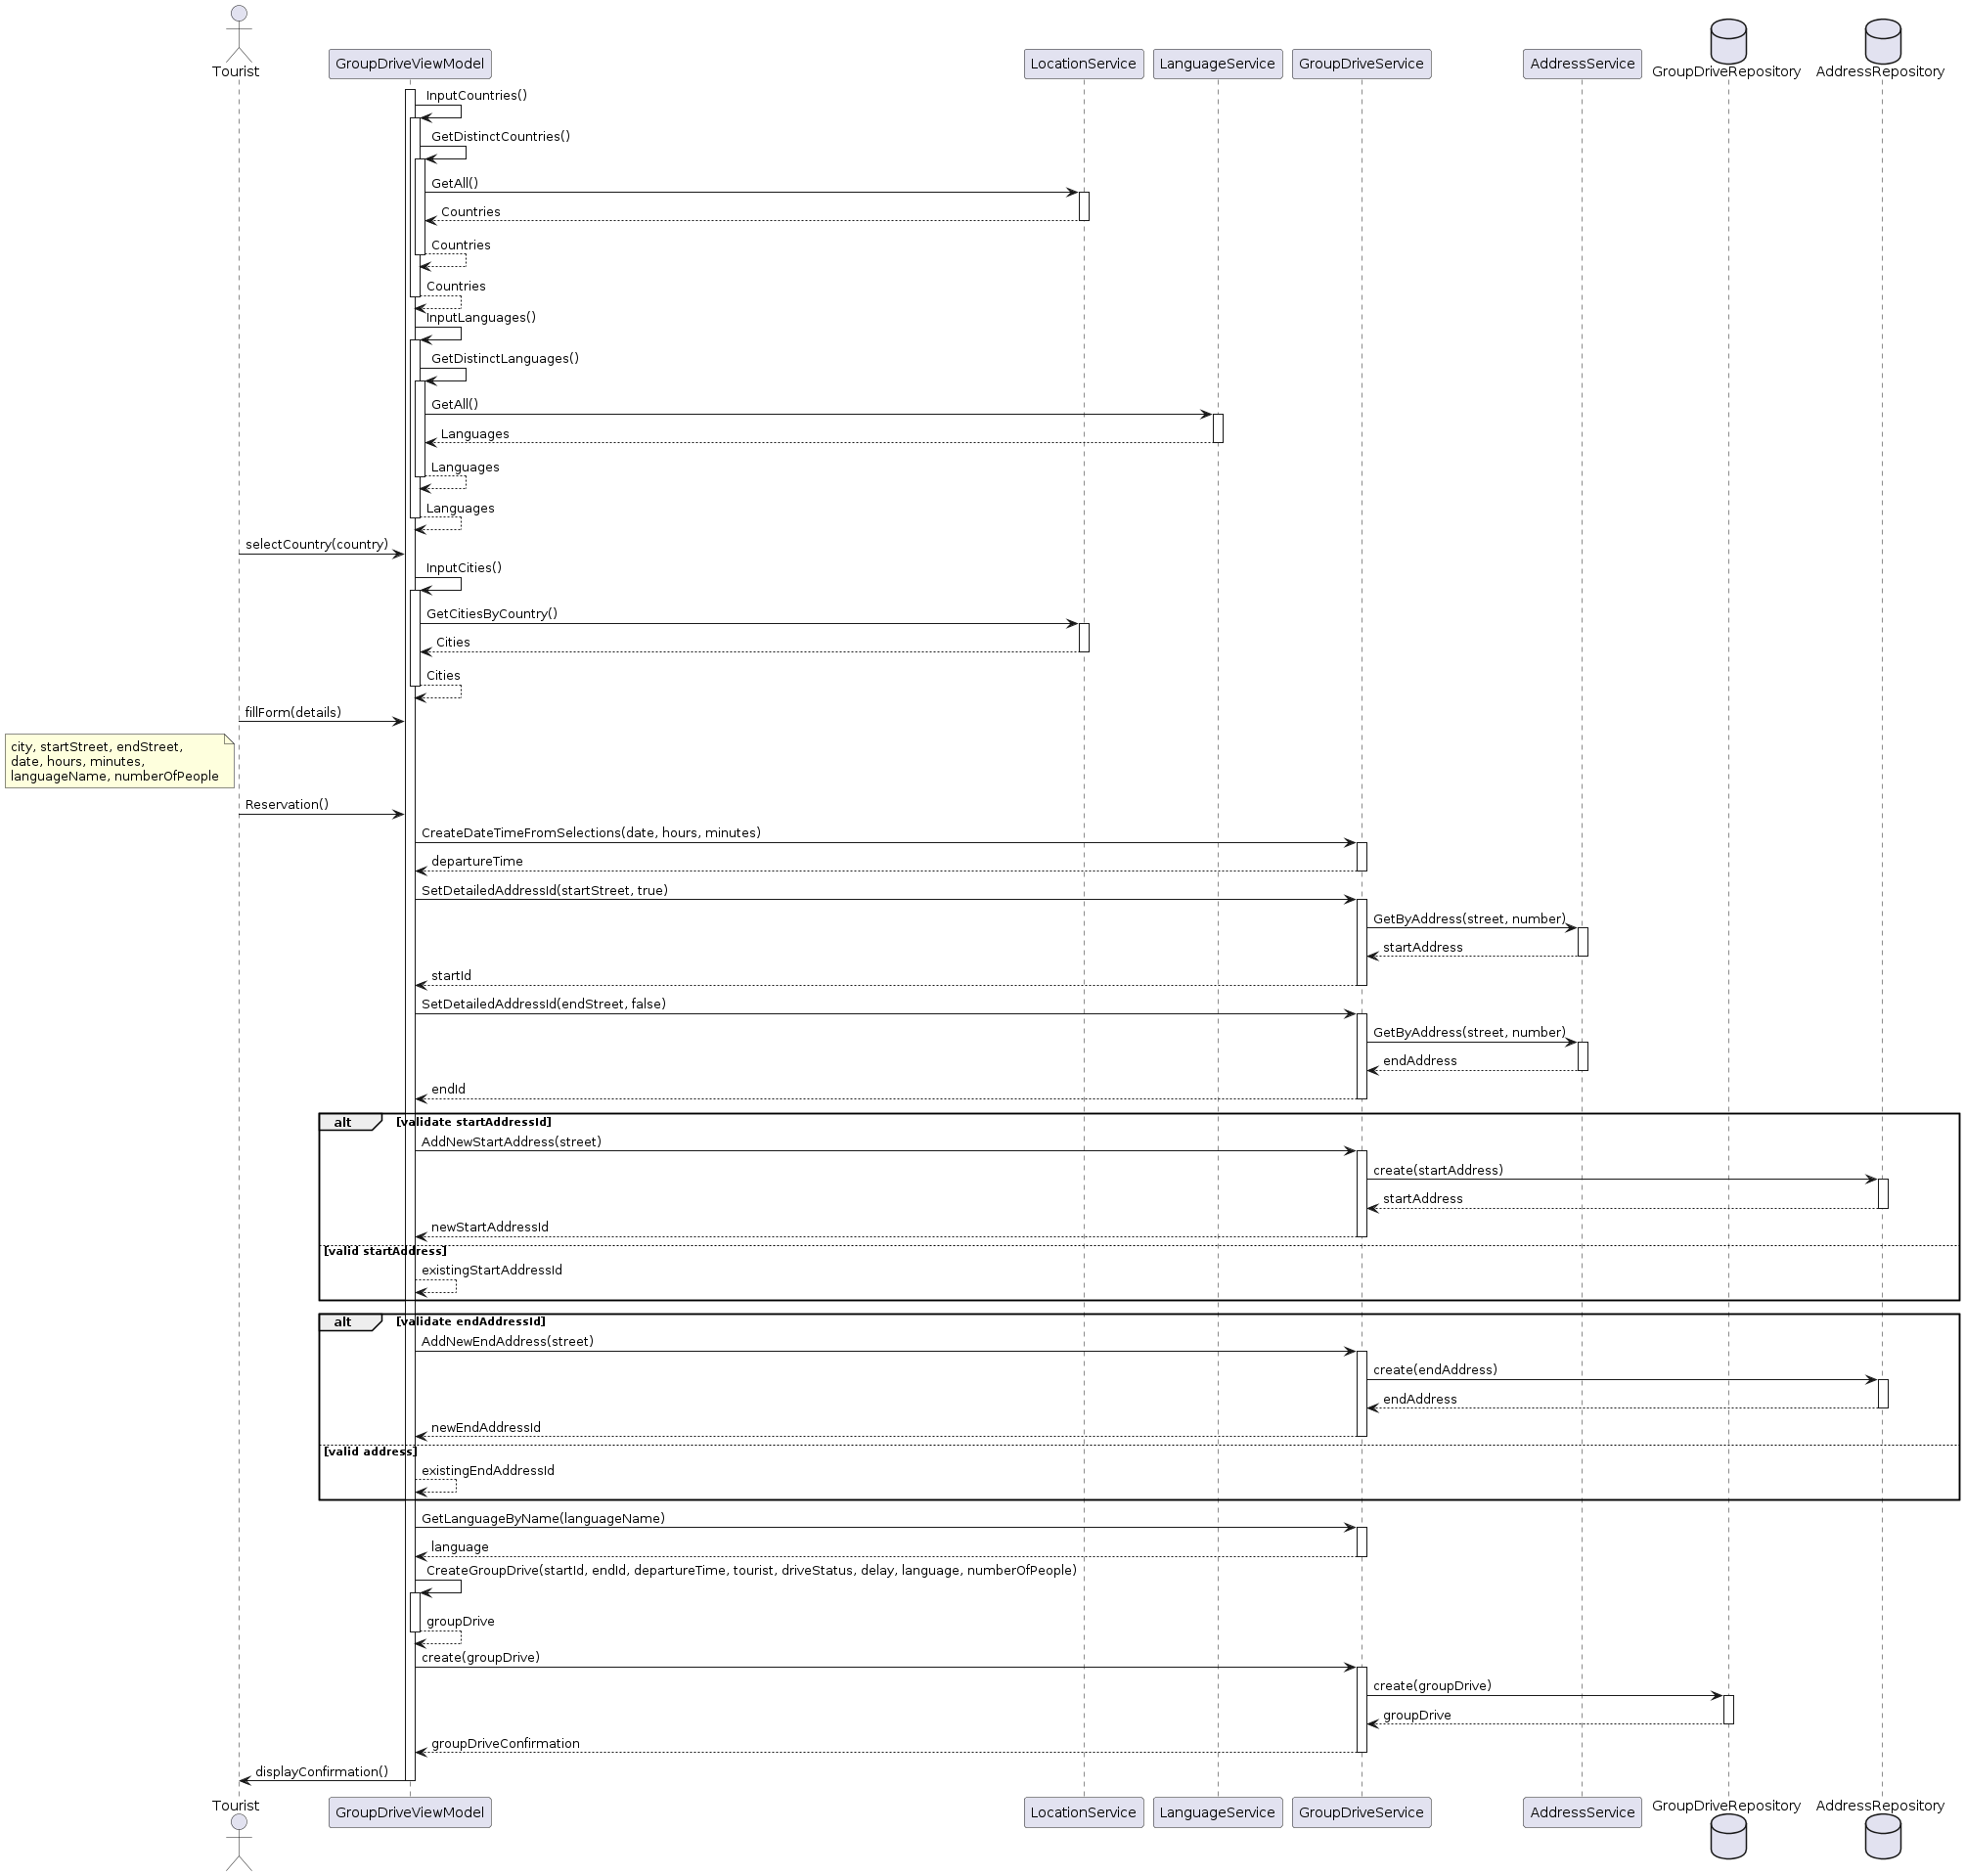 Tourist
GroupDriveViewModel
LocationService
LanguageService
GroupDriveService
AddressService
GroupDriveRepository
AddressRepository
InputCountries()
GetDistinctCountries()
GetAll()
Countries
Countries
Countries
InputLanguages()
GetDistinctLanguages()
GetAll()
Languages
Languages
Languages
selectCountry(country)
InputCities()
GetCitiesByCountry()
Cities
Cities
fillForm(details)
city, startStreet, endStreet,
date, hours, minutes,
languageName, numberOfPeople
Reservation()
CreateDateTimeFromSelections(date, hours, minutes)
departureTime
SetDetailedAddressId(startStreet, true)
GetByAddress(street, number)
startAddress
startId
SetDetailedAddressId(endStreet, false)
GetByAddress(street, number)
endAddress
endId
alt [validate startAddressId]
AddNewStartAddress(street)
create(startAddress)
startAddress
newStartAddressId
[valid startAddress]
existingStartAddressId
alt [validate endAddressId]
AddNewEndAddress(street)
create(endAddress)
endAddress
newEndAddressId
[valid address]
existingEndAddressId
GetLanguageByName(languageName)
language
CreateGroupDrive(startId, endId, departureTime, tourist, driveStatus, delay, language, numberOfPeople)
groupDrive
create(groupDrive)
create(groupDrive)
groupDrive
groupDriveConfirmation
displayConfirmation()
Tourist
GroupDriveViewModel
LocationService
LanguageService
GroupDriveService
AddressService
GroupDriveRepository
AddressRepository